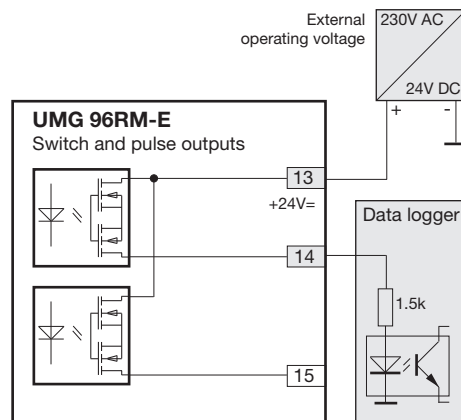 External
operating voltage
230V AC
24V DC
+ -
UMG 96RM-E
Switch and pulse outputs
13
+24V=
Data logger
14
1.5k
15